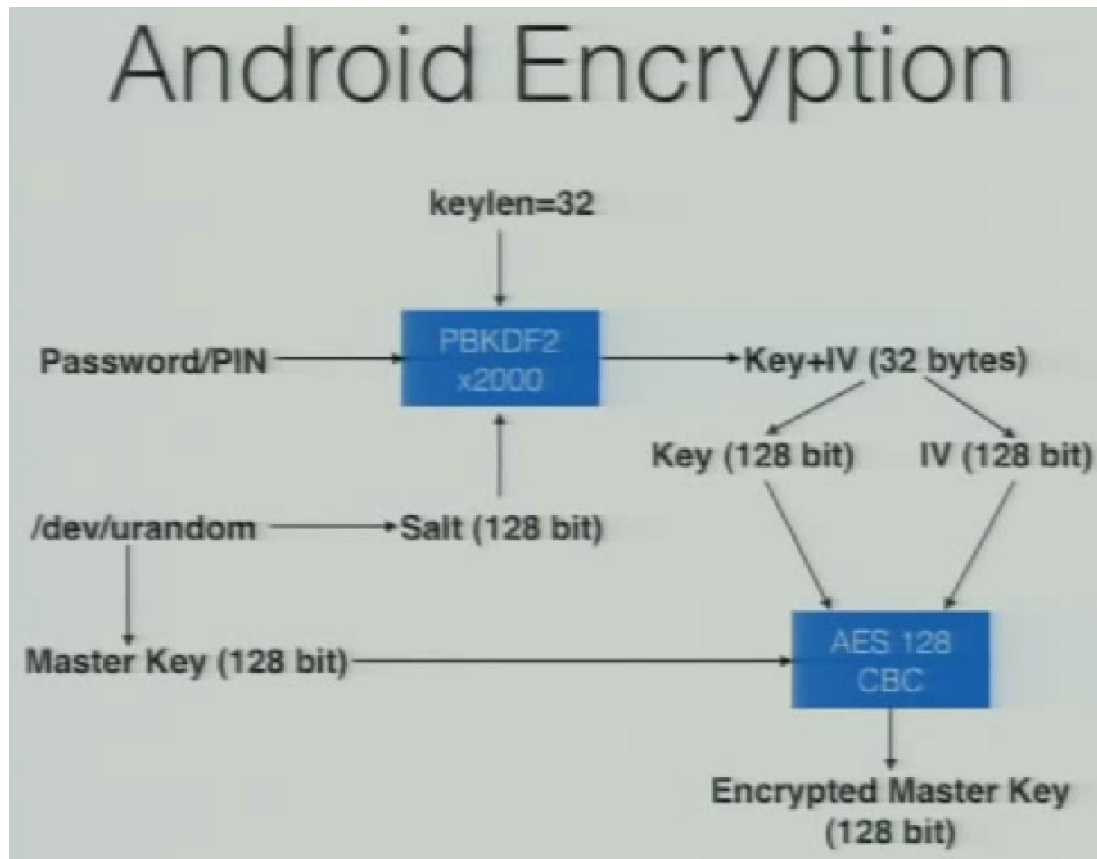 Android Encryption
keylen=32
PBKDF2
x2000
Password/PIN
Key+IV (32 bytes)
Key (128 bit)
IV (128 bit)
/dev/urandom
Salt (128 bit)
Master Key (128 bit)
AES 128
CBC
Encrypted Master Key
(128 bit)